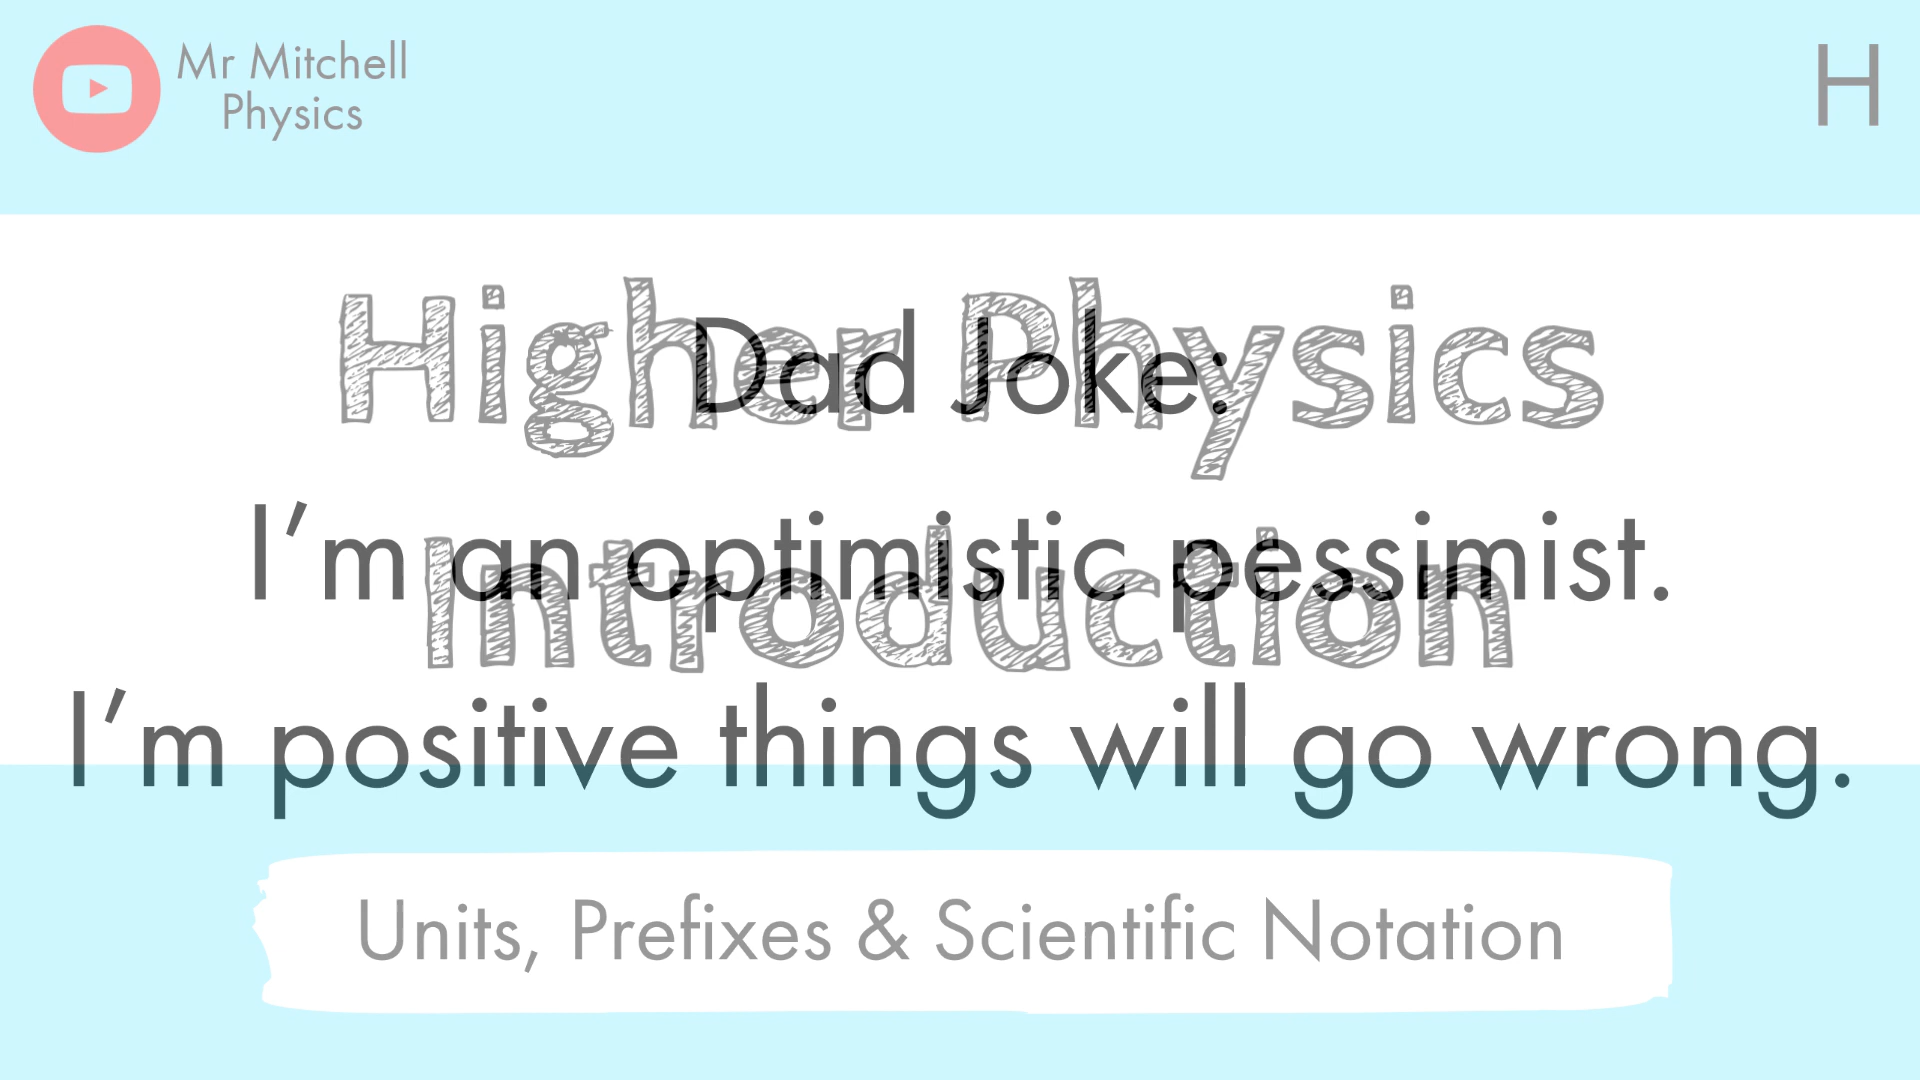 Mr Mitchell
Physics
H
Higher Physics
Dad Joke:
I’m an optimistic pessimist.
Introduction
I’m positive things will go wrong.
Units, Prefixes & Scientific Notation